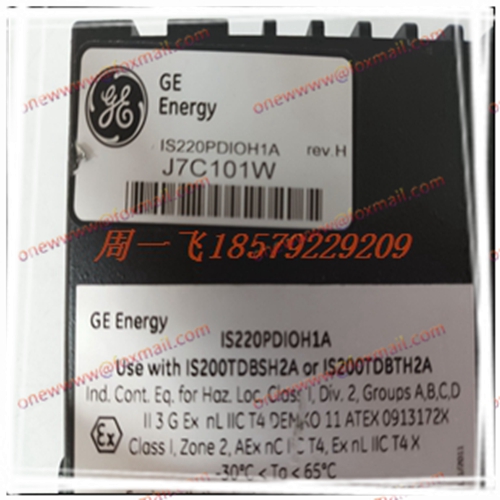 GE
Energy
IS220PDIOH1A rev.H
J7C101W
周一飞18579229209
GE Energy
IS220PDIOH1A
Use with IS200TDBSH2A or IS200TDBTH2A
Ind. Cont. Eq. for Haz. Loc. Class I, Div. 2, Groups A,B,C,D
II 3 G Ex nL IIC T4 DEMKO 11 ATEX 0913172X
Class I, Zone 2, AEx nC IIC T4, Ex nL IIC T4 X
-30°C < Ta < 65°C
onewww@foxmail.com